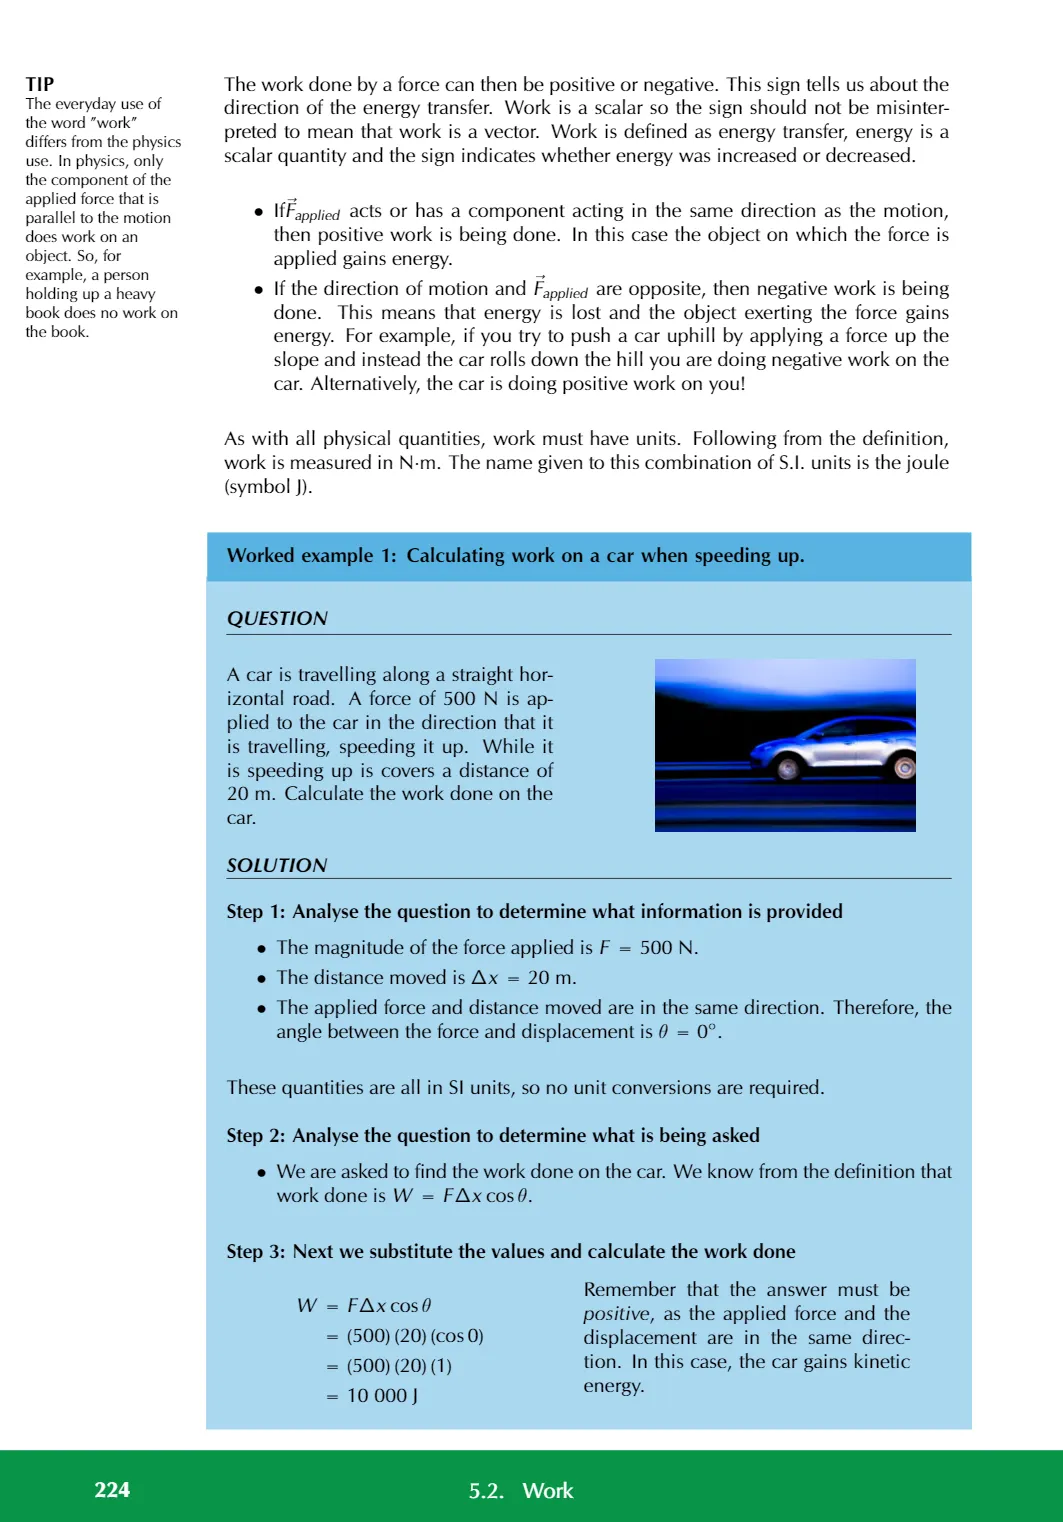 TIP
The everyday use of
the word ”work”
differs from the physics
use. In physics, only
the component of the
applied force that is
parallel to the motion
does work on an
object. So, for
example, a person
holding up a heavy
book does no work on
the book.
The work done by a force can then be positive or negative. This sign tells us about the
direction of the energy transfer. Work is a scalar so the sign should not be misinter-
preted to mean that work is a vector. Work is defined as energy transfer, energy is a
scalar quantity and the sign indicates whether energy was increased or decreased.
• If$\vec{F}_{applied}$ acts or has a component acting in the same direction as the motion,
then positive work is being done. In this case the object on which the force is
applied gains energy.
• If the direction of motion and $\vec{F}_{applied}$ are opposite, then negative work is being
done. This means that energy is lost and the object exerting the force gains
energy. For example, if you try to push a car uphill by applying a force up the
slope and instead the car rolls down the hill you are doing negative work on the
car. Alternatively, the car is doing positive work on you!
As with all physical quantities, work must have units. Following from the definition,
work is measured in N·m. The name given to this combination of S.I. units is the joule
(symbol J).
Worked example 1: Calculating work on a car when speeding up.
QUESTION
A car is travelling along a straight hor-
izontal road. A force of 500 N is ap-
plied to the car in the direction that it
is travelling, speeding it up. While it
is speeding up is covers a distance of
20 m. Calculate the work done on the
car.
SOLUTION
Step 1: Analyse the question to determine what information is provided
• The magnitude of the force applied is F = 500 N.
• The distance moved is Δx = 20 m.
• The applied force and distance moved are in the same direction. Therefore, the
angle between the force and displacement is θ = 0°.
These quantities are all in SI units, so no unit conversions are required.
Step 2: Analyse the question to determine what is being asked
• We are asked to find the work done on the car. We know from the definition that
work done is W = FΔx cos θ.
Step 3: Next we substitute the values and calculate the work done
W = FΔx cos θ
= (500) (20) (cos 0)
= (500) (20) (1)
= 10 000 J
Remember that the answer must be
positive, as the applied force and the
displacement are in the same direc-
tion. In this case, the car gains kinetic
energy.
224
5.2. Work